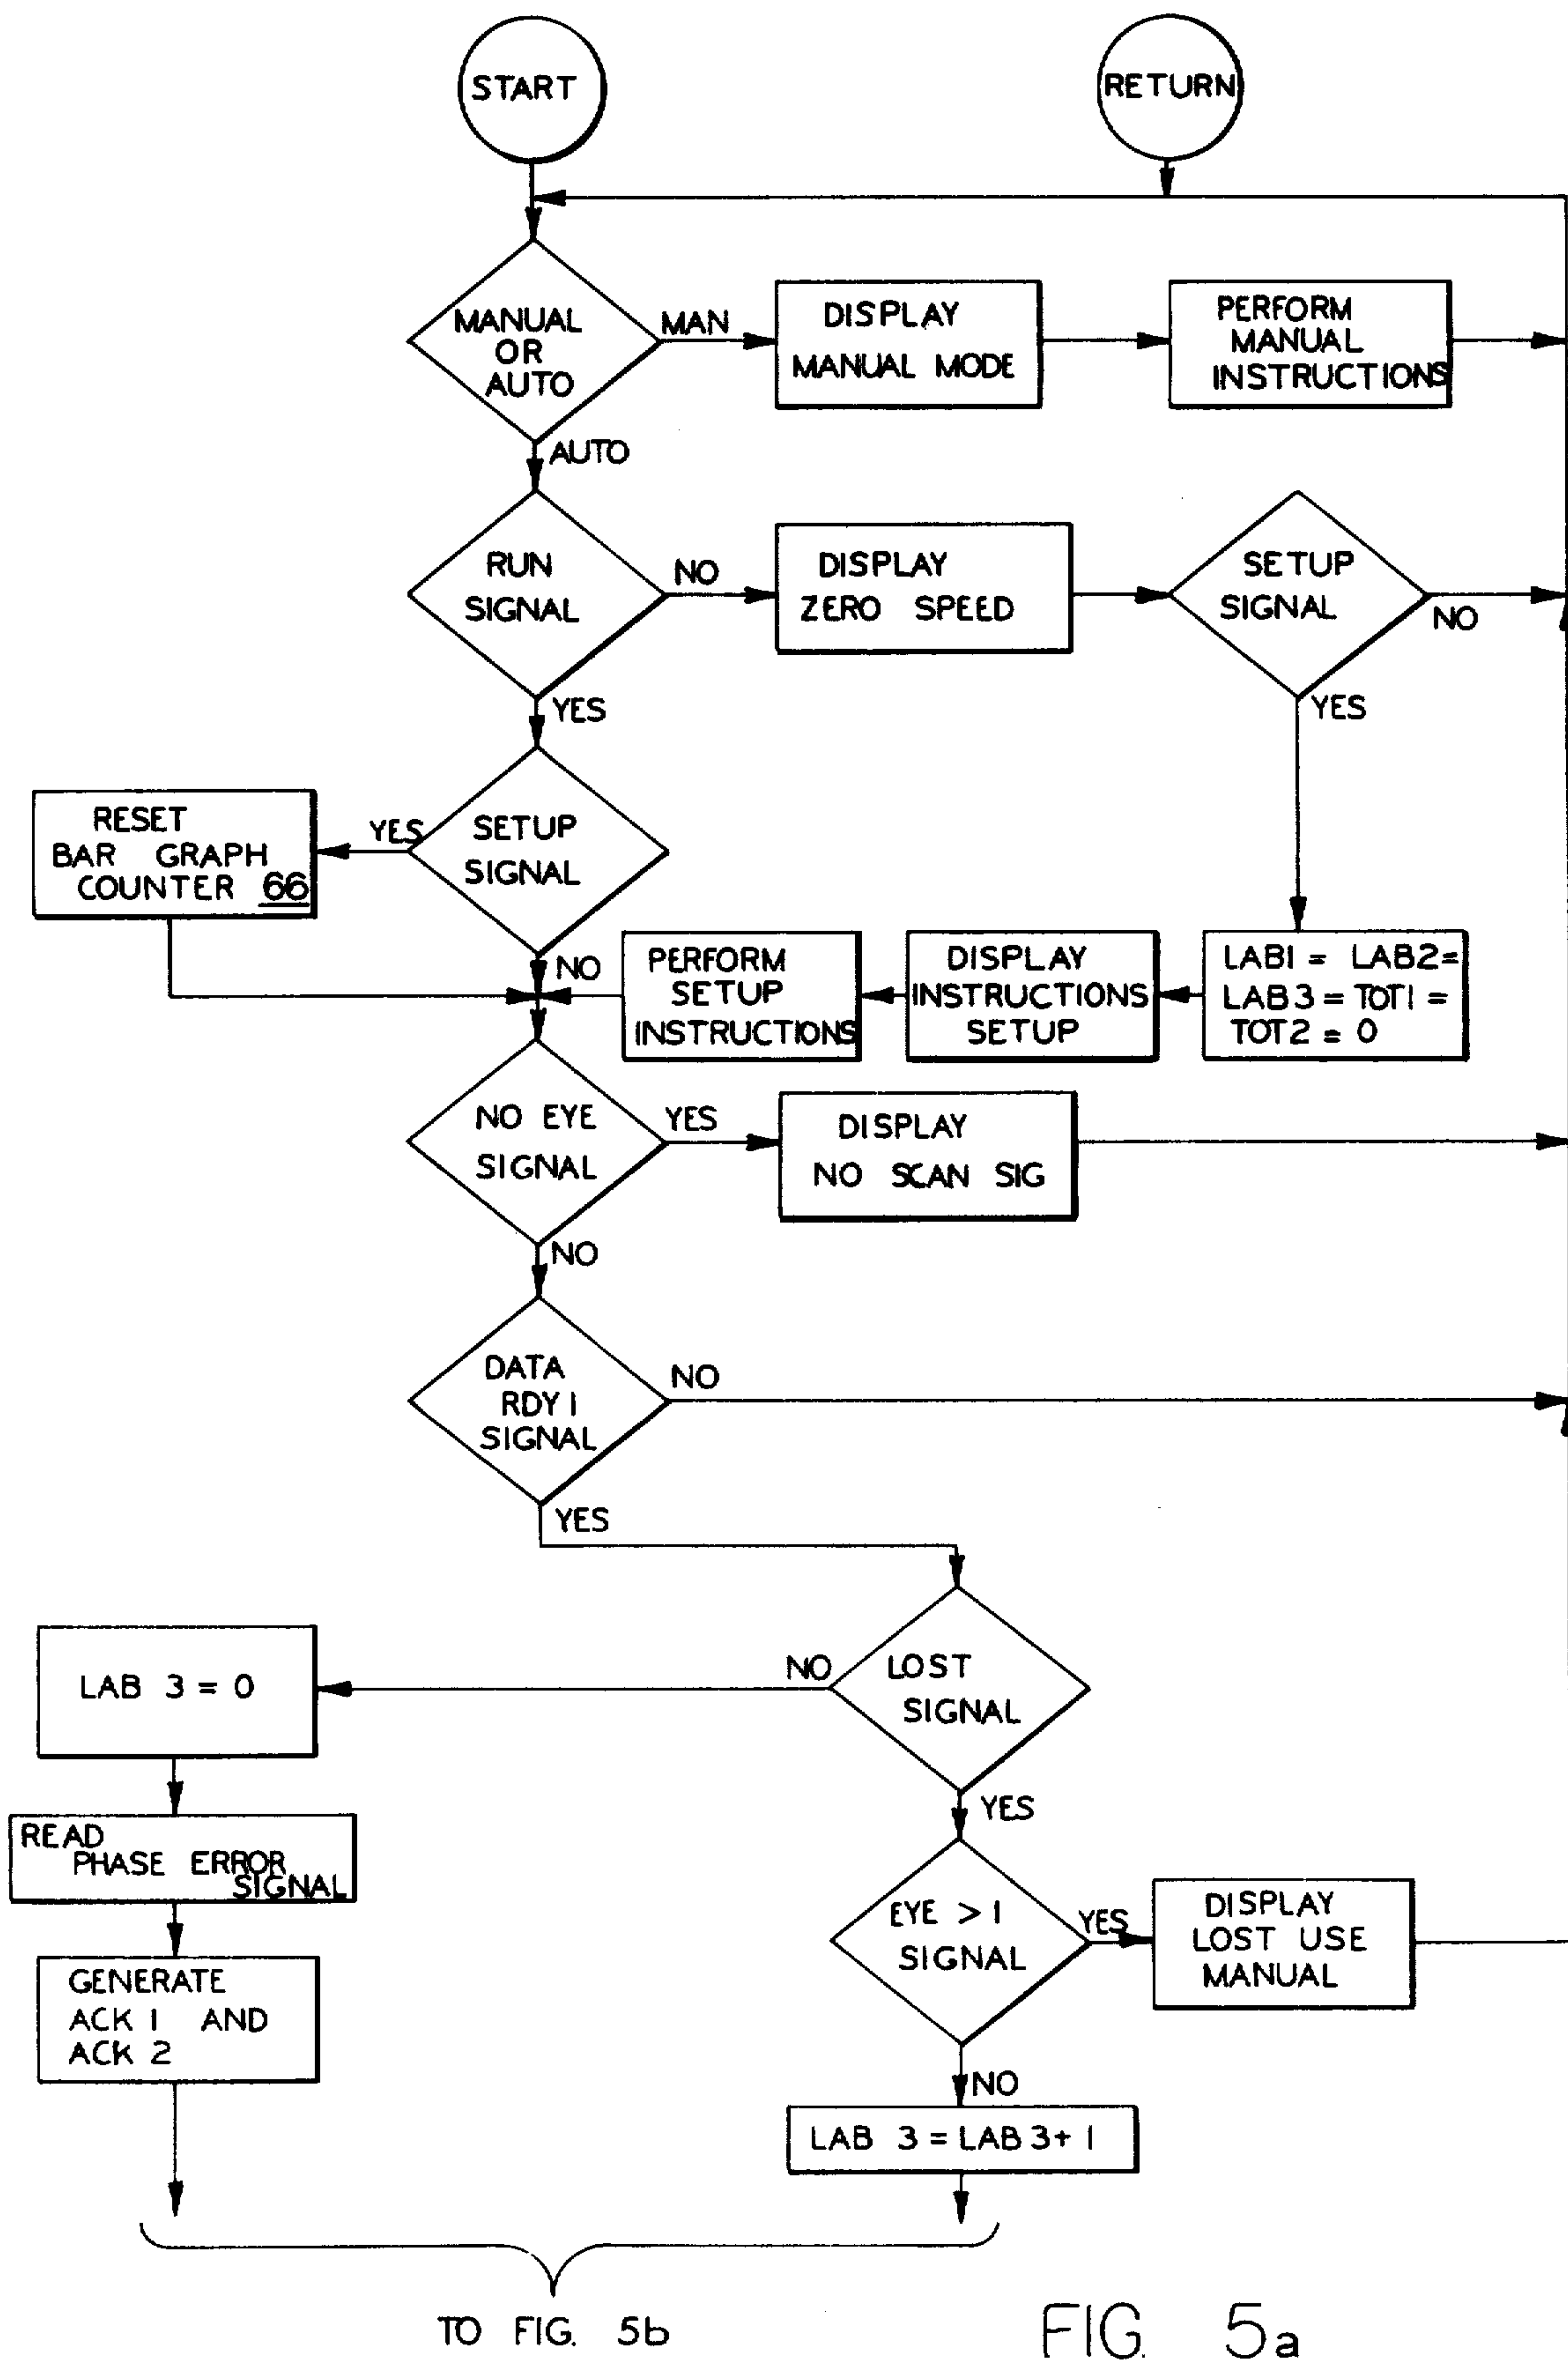 START
RETURN
MANUAL
OR
AUTO
MAN
DISPLAY
MANUAL MODE
PERFORM
MANUAL
INSTRUCTIONS
AUTO
RUN
SIGNAL
NO
DISPLAY
ZERO SPEED
SETUP
SIGNAL
NO
YES
YES
SETUP
SIGNAL
YES
RESET
BAR GRAPH
COUNTER 66
NO
PERFORM
SETUP
INSTRUCTIONS
DISPLAY
INSTRUCTIONS
SETUP
LAB1 = LAB2=
LAB3 = TOT1 =
TOT2 = 0
NO EYE
SIGNAL
YES
DISPLAY
NO SCAN SIG
NO
DATA
RDY 1
SIGNAL
NO
YES
LOST
SIGNAL
NO
LAB 3 = 0
YES
READ
PHASE ERROR
SIGNAL
EYE > 1
SIGNAL
YES
DISPLAY
LOST USE
MANUAL
GENERATE
ACK 1 AND
ACK 2
NO
LAB 3 = LAB 3+ 1
TO FIG. 5b
FIG. 5a